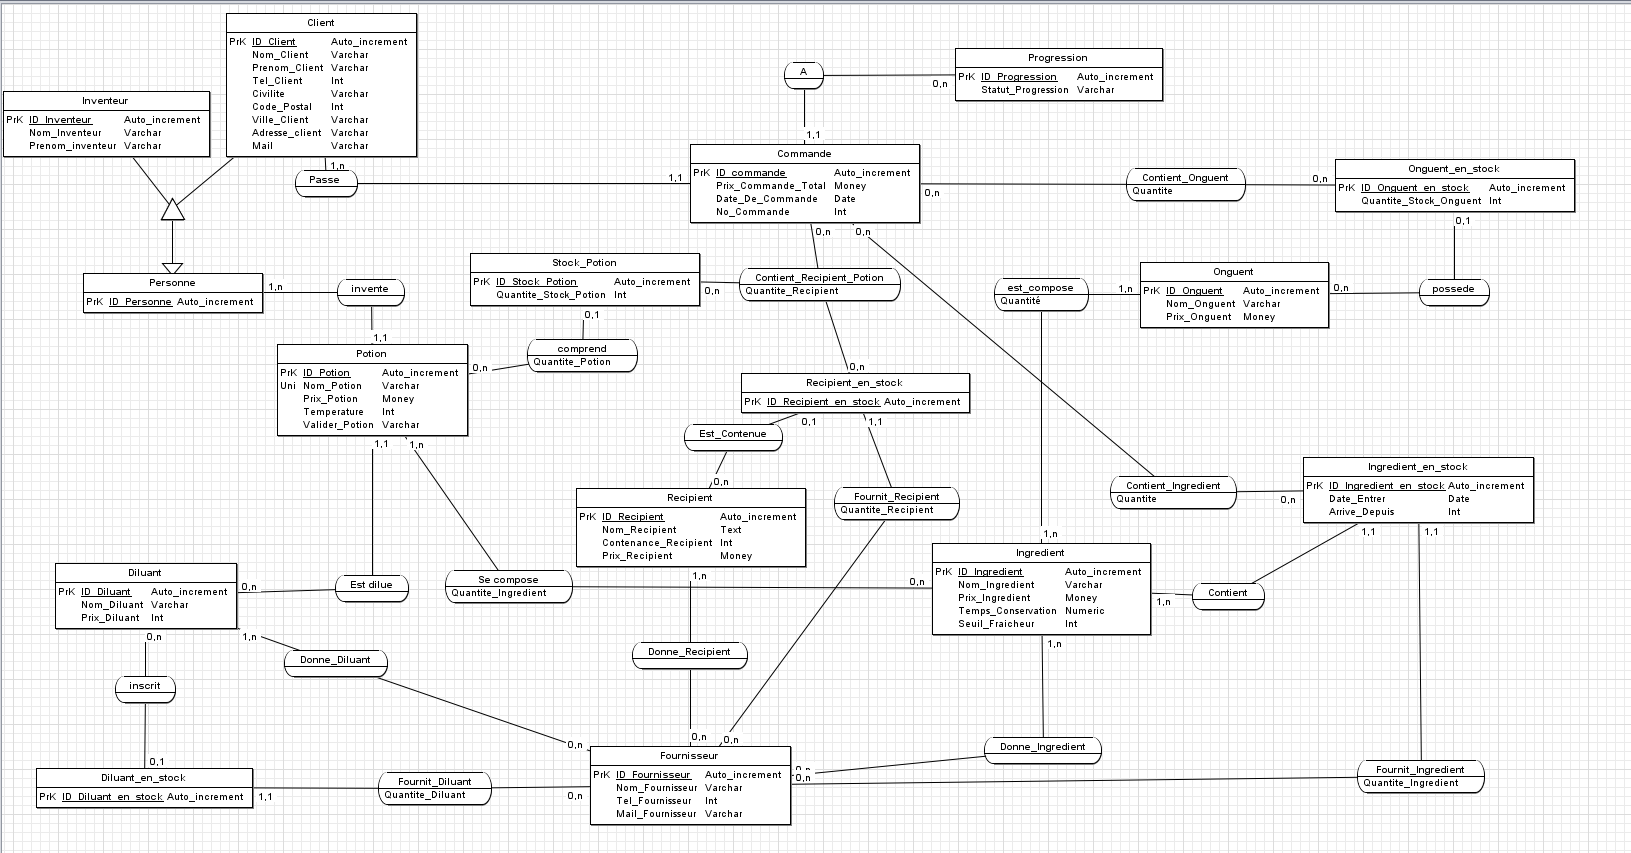 Client
PrK ID_Client Auto_increment
Nom_Client Varchar
Prenom_Client Varchar
Tel_Client Int
Civilite Varchar
Code_Postal Int
Ville_Client Varchar
Adresse_client Varchar
Mail Varchar
Inventeur
PrK ID_Inventeur Auto_increment
Nom_Inventeur Varchar
Prenom_inventeur Varchar
A
0,n
1,1
Progression
PrK ID_Progression Auto_increment
Statut_Progression Varchar
1,n
Passe
1,1
Commande
PrK ID_commande Auto_increment
Prix_Commande_Total Money
Date_De_Commande Date
No_Commande Int
0,n
Contient_Onguent
Quantite
0,n
Onguent_en_stock
PrK ID_Onguent_en_stock Auto_increment
Quantite_Stock_Onguent Int
0,1
0,n
0,n
Personne
PrK ID_Personne Auto_increment
1,n
invente
1,1
Stock_Potion
PrK ID_Stock_Potion Auto_increment
Quantite_Stock_Potion Int
0,n
0,1
Contient_Recipient_Potion
Quantite_Recipient
0,n
est_compose
Quantité
1,n
Onguent
PrK ID_Onguent Auto_increment
Nom_Onguent Varchar
Prix_Onguent Money
0,n
possede
comprend
Quantite_Potion
0,n
Potion
PrK ID_Potion Auto_increment
Uni Nom_Potion Varchar
Prix_Potion Money
Temperature Int
Valider_Potion Varchar
1,1
1,n
Recipient_en_stock
PrK ID_Recipient_en_stock Auto_increment
0,1
1,1
Est_Contenue
0,n
Recipient
PrK ID_Recipient Auto_increment
Nom_Recipient Text
Contenance_Recipient Int
Prix_Recipient Money
1,n
Fournit_Recipient
Quantite_Recipient
Contient_Ingredient
Quantite
0,n
Ingredient_en_stock
PrK ID_Ingredient_en_stock Auto_increment
Date_Entrer Date
Arrive_Depuis Int
1,1
1,1
1,n
Ingredient
PrK ID_Ingredient Auto_increment
Nom_Ingredient Varchar
Prix_Ingredient Money
Temps_Conservation Numeric
Seuil_Fraicheur Int
1,n
1,n
Contient
Diluant
PrK ID_Diluant Auto_increment
Nom_Diluant Varchar
Prix_Diluant Int
0,n
Est dilue
Se compose
Quantite_Ingredient
0,n
0,n
1,n
Donne_Diluant
Donne_Recipient
inscrit
0,1
0,n
0,n
0,n
Donne_Ingredient
0,n
0,n
Diluant_en_stock
PrK ID_Diluant_en_stock Auto_increment
1,1
Fournit_Diluant
Quantite_Diluant
0,n
Fournisseur
PrK ID_Fournisseur Auto_increment
Nom_Fournisseur Varchar
Tel_Fournisseur Int
Mail_Fournisseur Varchar
Fournit_Ingredient
Quantite_Ingredient